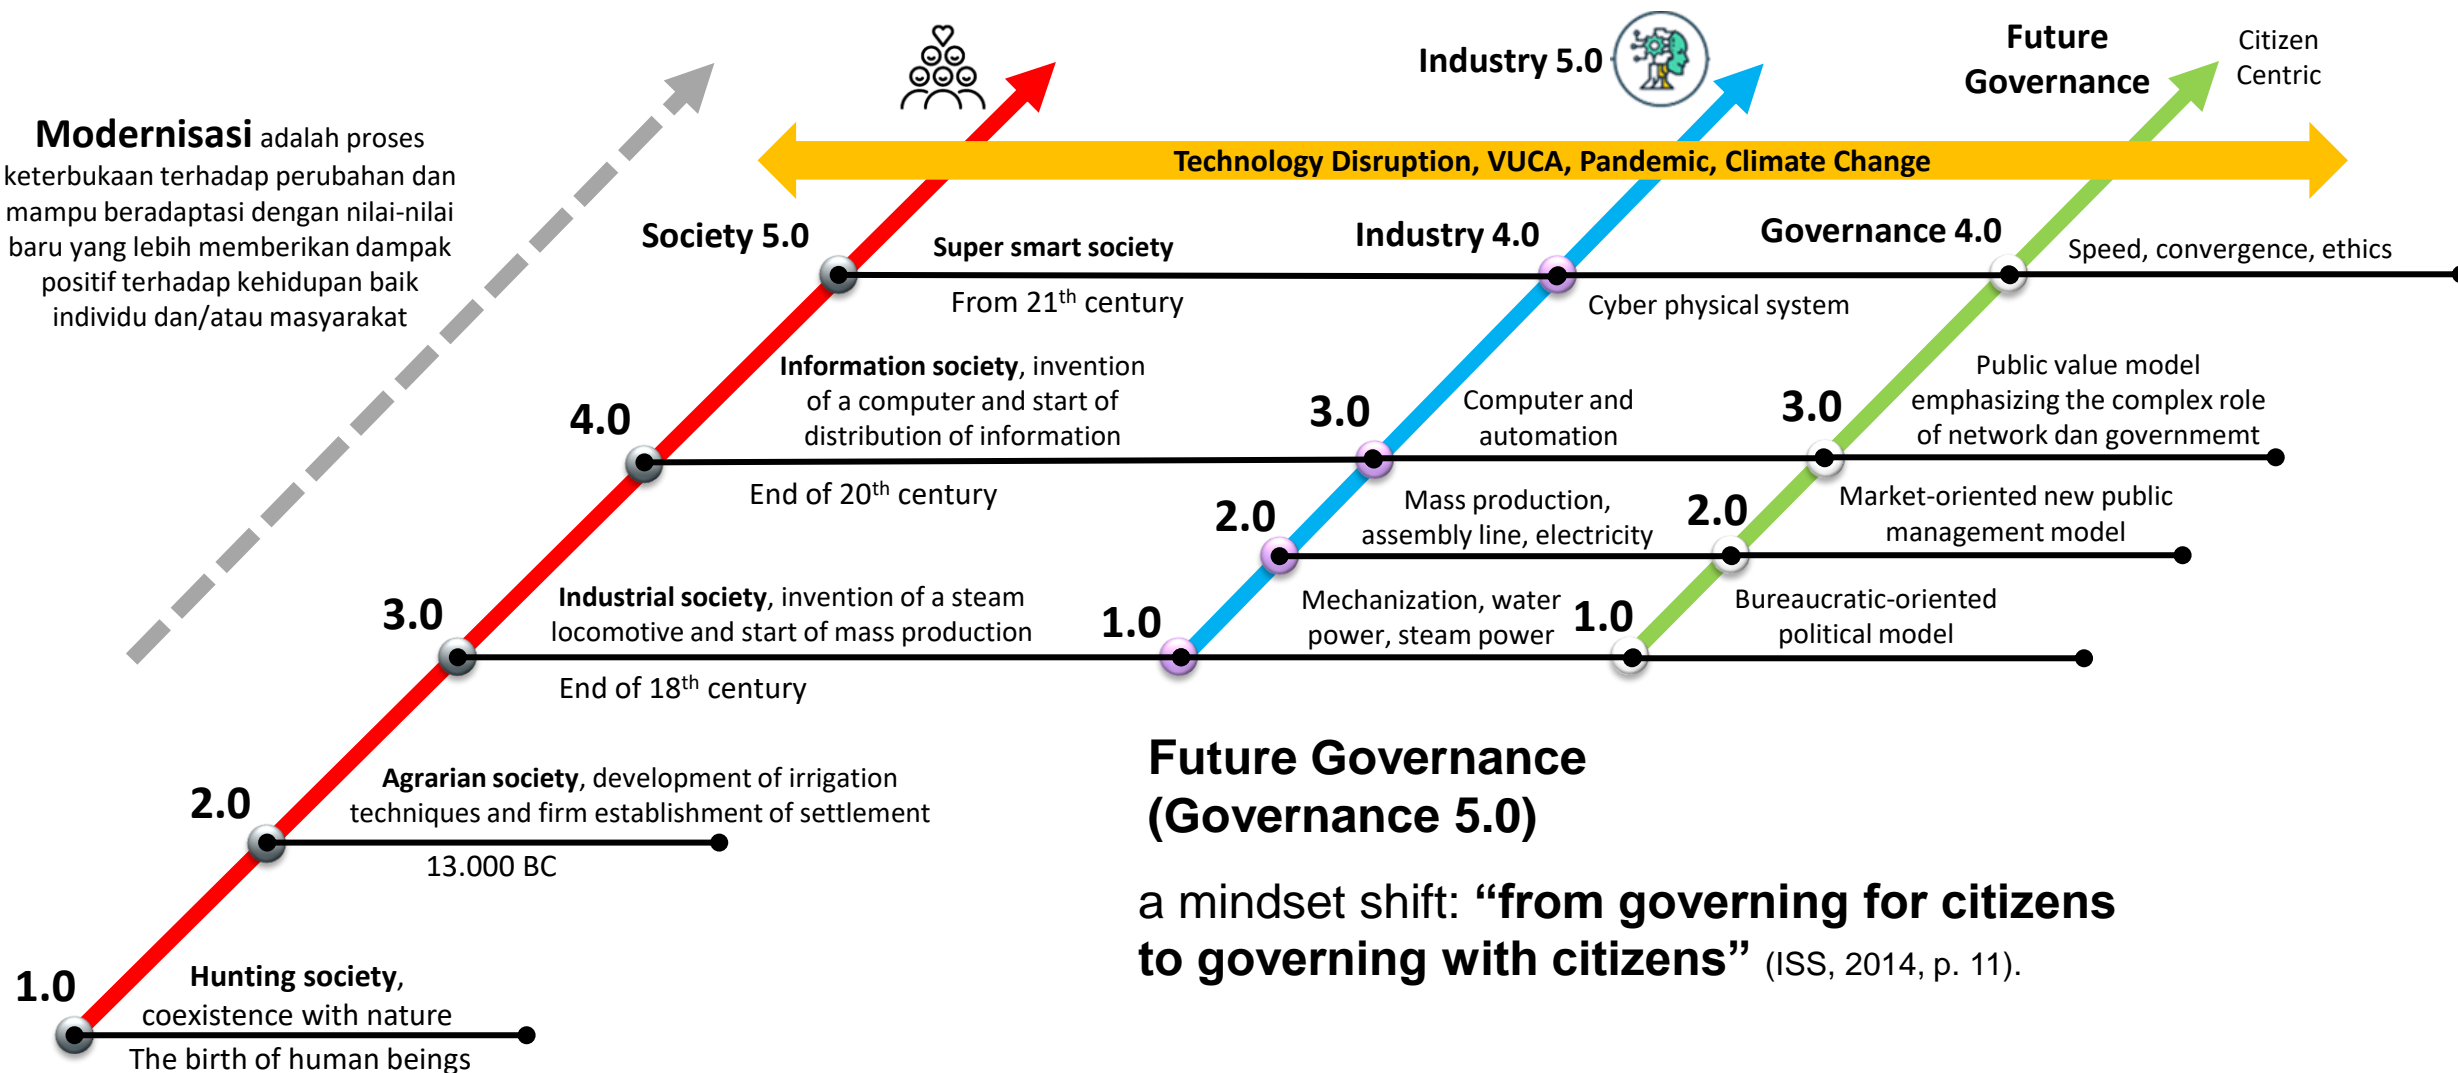 Modernisasi adalah proses
keterbukaan terhadap perubahan dan
mampu beradaptasi dengan nilai-nilai
baru yang lebih memberikan dampak
positif terhadap kehidupan baik
individu dan/atau masyarakat
Industry 5.0
Future
Governance
Citizen
Centric
Technology Disruption, VUCA, Pandemic, Climate Change
Society 5.0
Super smart society
From 21th century
Industry 4.0
Cyber physical system
Governance 4.0
Speed, convergence, ethics
4.0
Information society, invention
of a computer and start of
distribution of information
End of 20th century
3.0
Computer and
automation
3.0
Public value model
emphasizing the complex role
of network dan governmemt
2.0
Mass production,
assembly line, electricity
2.0
Market-oriented new public
management model
3.0
Industrial society, invention of a steam
locomotive and start of mass production
End of 18th century
1.0
Mechanization, water
power, steam power
1.0
Bureaucratic-oriented
political model
2.0
Agrarian society, development of irrigation
techniques and firm establishment of settlement
13.000 BC
1.0
Hunting society,
coexistence with nature
The birth of human beings
Future Governance
(Governance 5.0)
a mindset shift: “from governing for citizens
to governing with citizens” (ISS, 2014, p. 11).